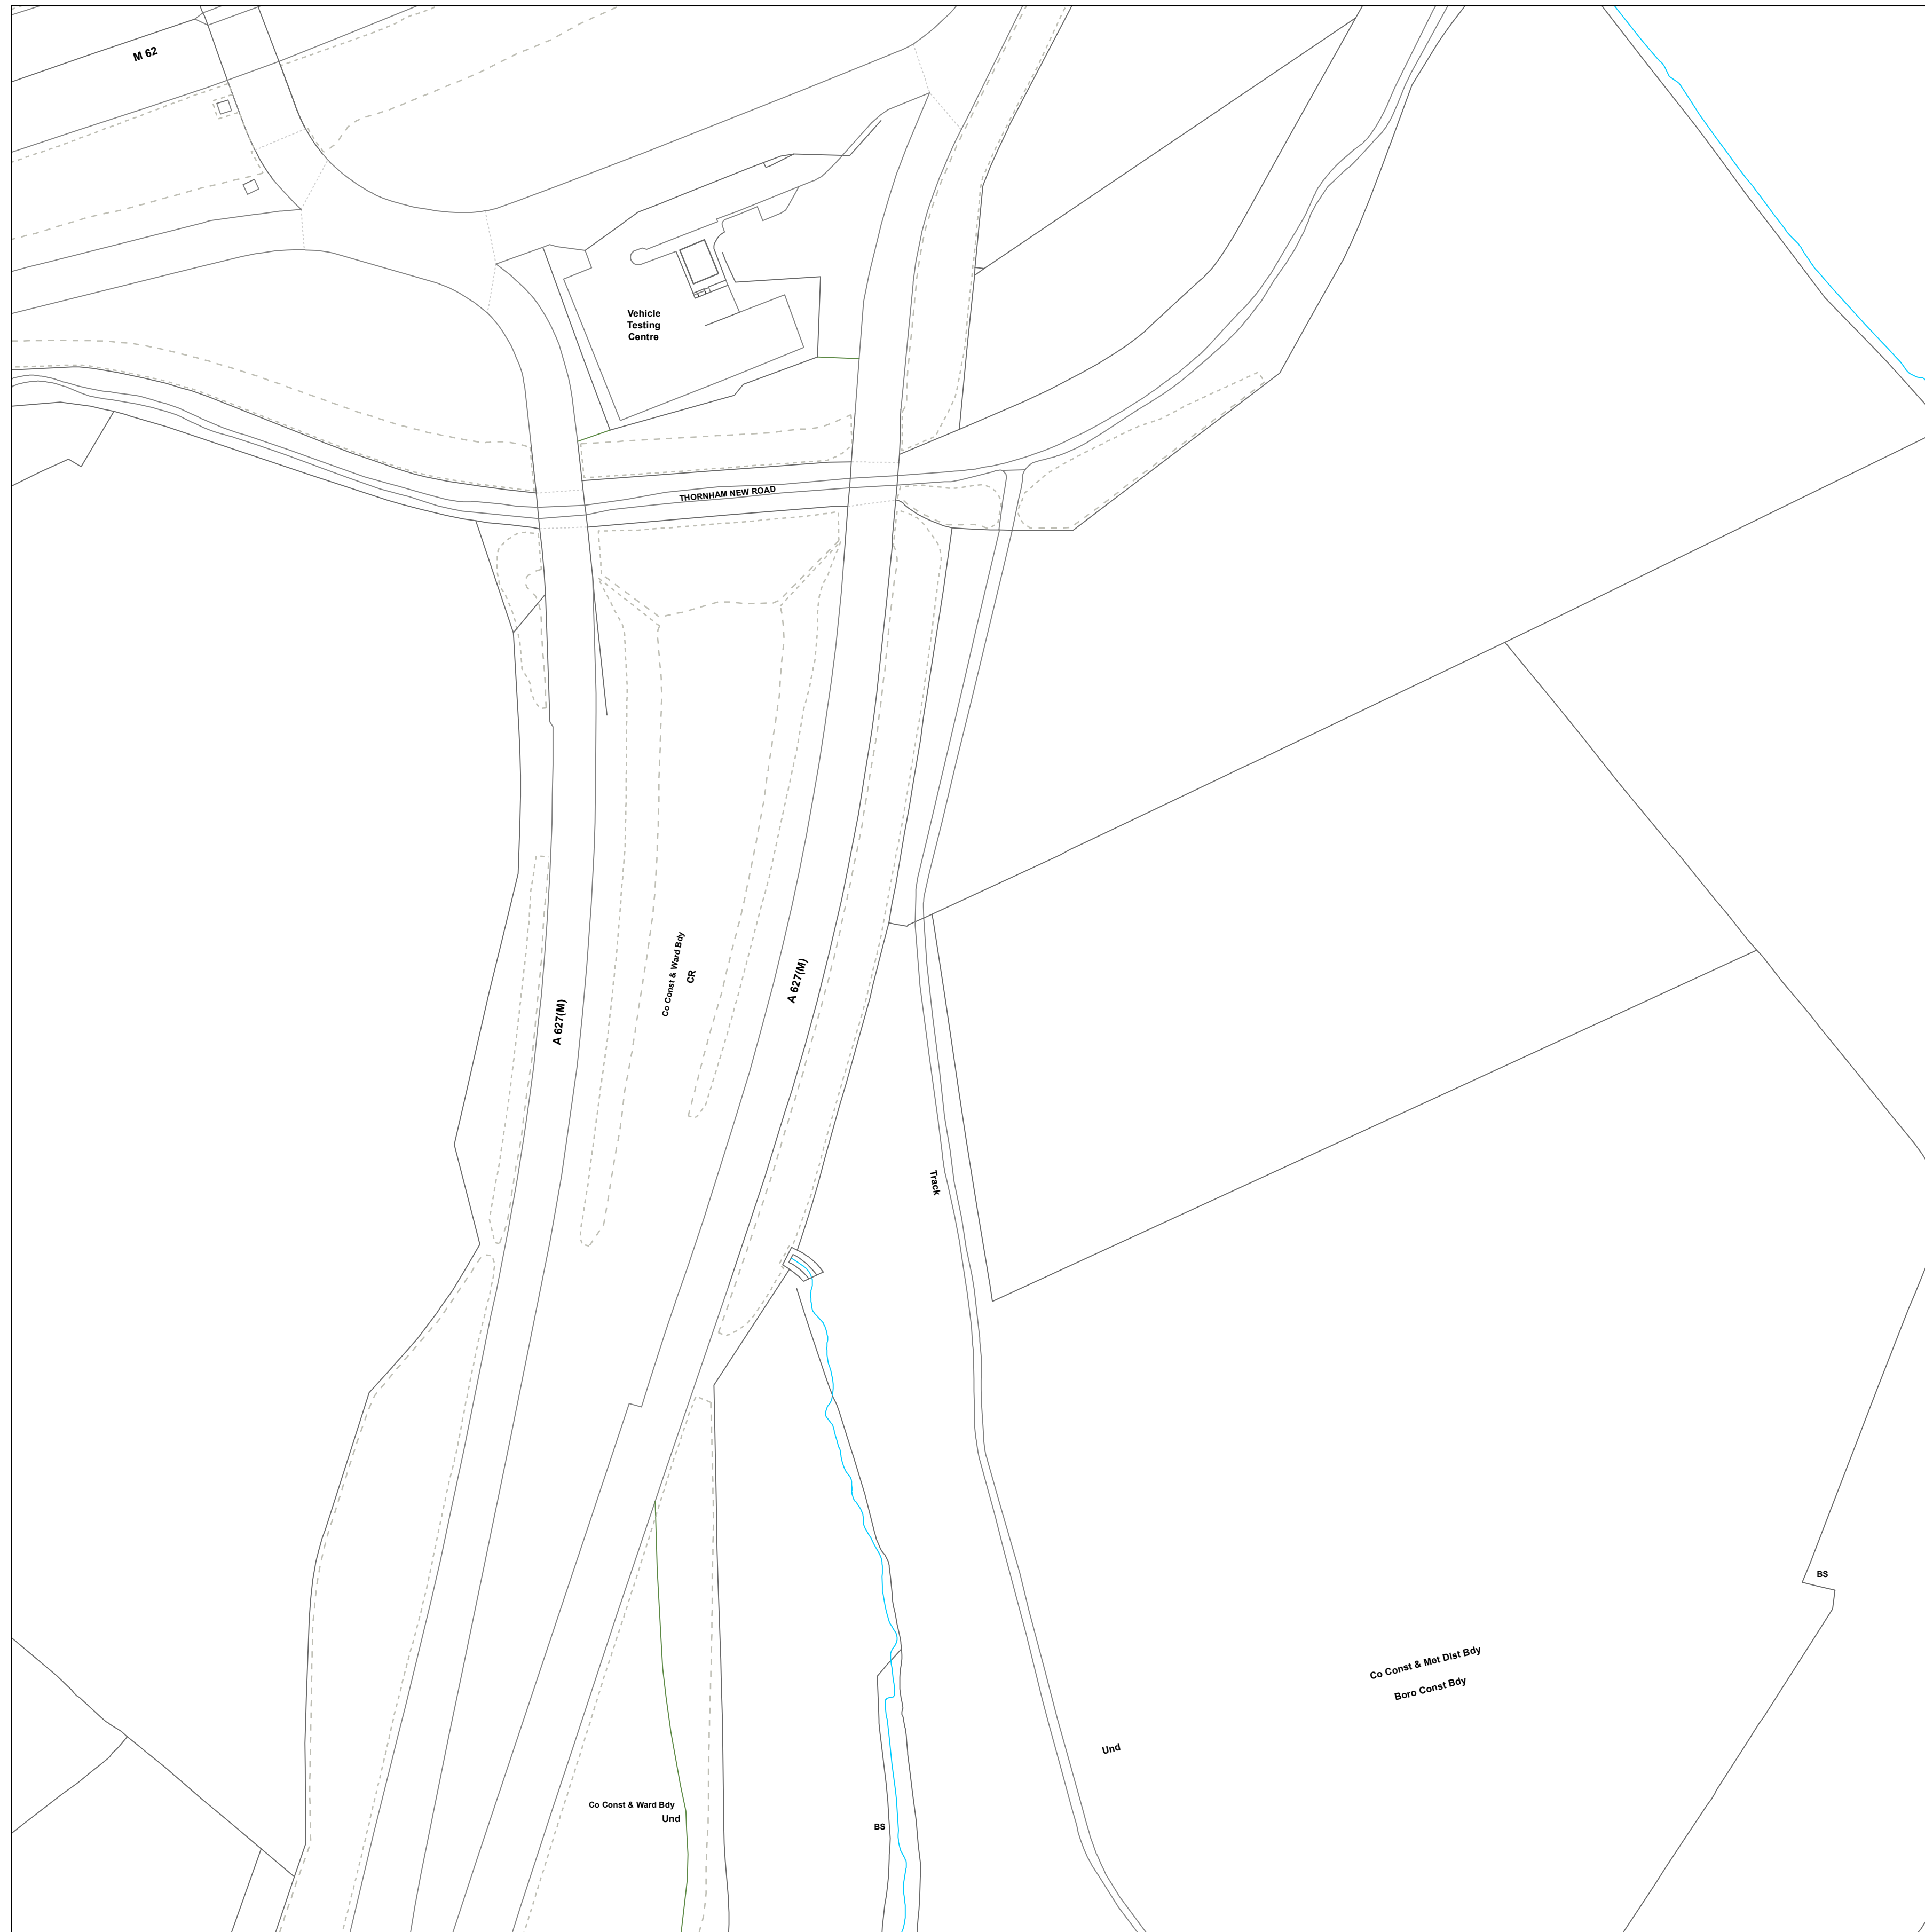 M 62
Vehicle
Testing
Centre
THORNHAM NEW ROAD
Co Const & Ward Bdy
CR
A 627(M)
A 627(M)
Track
BS
Co Const & Met Dist Bdy
Boro Const Bdy
Und
Co Const & Ward Bdy
Und
BS